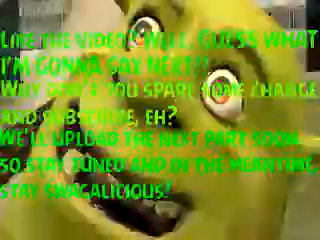 Like the video? Well, guess what
I'm gonna say next!!
Why don't you spare some change
and subscribe, eh?
We'll upload the next part soon
so stay tuned and in the meantime,
stay swagalicious!